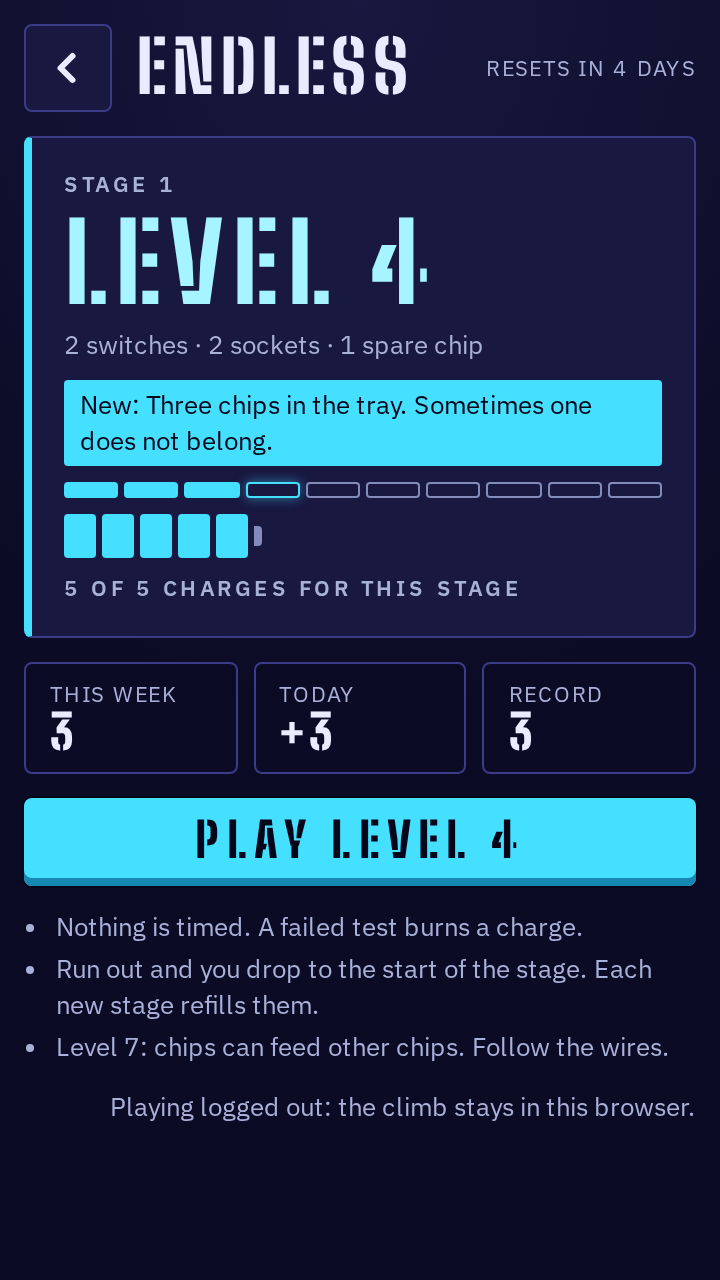 ENDLESS
RESETS IN 4 DAYS
STAGE 1
LEVEL 4
2 switches · 2 sockets · 1 spare chip
New: Three chips in the tray. Sometimes one
does not belong.
5 OF 5 CHARGES FOR THIS STAGE
THIS WEEK
3
TODAY
+3
RECORD
3
PLAY LEVEL 4
• Nothing is timed. A failed test burns a charge.
• Run out and you drop to the start of the stage. Each
new stage refills them.
• Level 7: chips can feed other chips. Follow the wires.
Playing logged out: the climb stays in this browser.